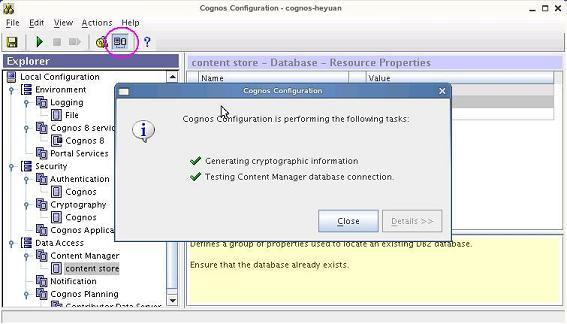 Cognos Configuration - cognos-heyuan
File Edit View Actions Help
Explorer
content store - Database - Resource Properties
Local Configuration
Name Value
Environment
Logging
File
Cognos 8 servic
Cognos 8
Portal Services
Security
Authentication
Cognos
Cryptography
Cognos
Cognos Applica
Data Access
Content Manager
content store
Notification
Cognos Planning
Contributor Data Server
Cognos Configuration
Cognos Configuration is performing the following tasks:
Generating cryptographic information
Testing Content Manager database connection.
Close Details >>
Defines a group of properties used to locate an existing DB2 database.
Ensure that the database already exists.